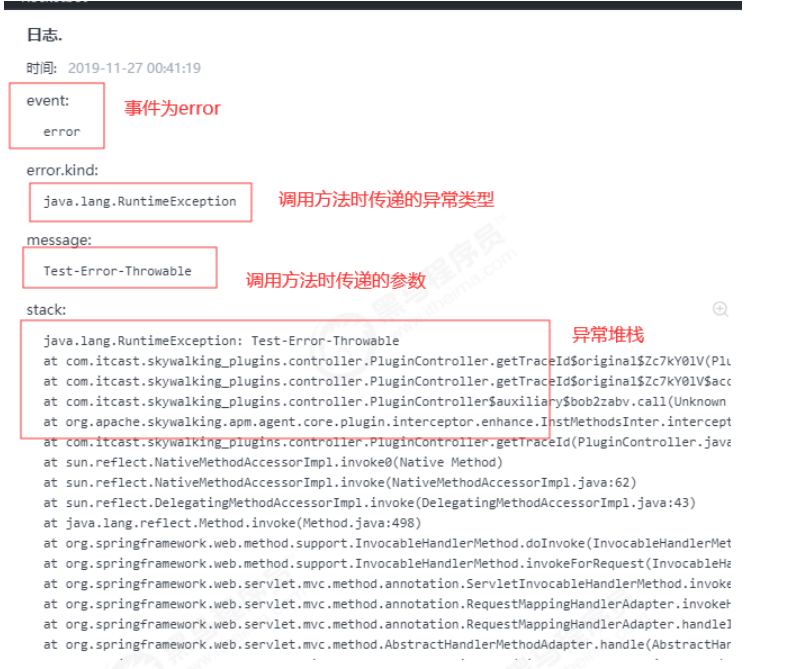 日志.
时间: 2019-11-27 00:41:19
event:
事件为error
error
error.kind:
java.lang.RuntimeException
调用方法时传递的异常类型
message:
Test-Error-Throwable
调用方法时传递的参数
stack:
异常堆栈
java.lang.RuntimeException: Test-Error-Throwable
at com.itcast.skywalking_plugins.controller.PluginController.getTraceId$original$Zc7kY0lV(Plu
at com.itcast.skywalking_plugins.controller.PluginController.getTraceId$original$Zc7kY0lV$acc
at com.itcast.skywalking_plugins.controller.PluginController$auxiliary$bob2zabv.call(Unknown
at org.apache.skywalking.apm.agent.core.plugin.interceptor.enhance.InstMethodsInter.intercept
at com.itcast.skywalking_plugins.controller.PluginController.getTraceId(PluginController.java
at sun.reflect.NativeMethodAccessorImpl.invoke0(Native Method)
at sun.reflect.NativeMethodAccessorImpl.invoke(NativeMethodAccessorImpl.java:62)
at sun.reflect.DelegatingMethodAccessorImpl.invoke(DelegatingMethodAccessorImpl.java:43)
at java.lang.reflect.Method.invoke(Method.java:498)
at org.springframework.web.method.support.InvocableHandlerMethod.doInvoke(InvocableHandlerMet
at org.springframework.web.method.support.InvocableHandlerMethod.invokeForRequest(InvocableHa
at org.springframework.web.servlet.mvc.method.annotation.ServletInvocableHandlerMethod.invoke
at org.springframework.web.servlet.mvc.method.annotation.RequestMappingHandlerAdapter.invokeH
at org.springframework.web.servlet.mvc.method.annotation.RequestMappingHandlerAdapter.handleI
at org.springframework.web.servlet.mvc.method.AbstractHandlerMethodAdapter.handle(AbstractHan
黑马程序员
www.itheima.com